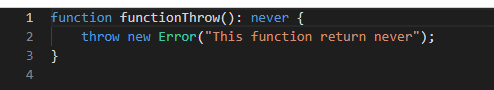 1 function functionThrow(): never {
2     throw new Error("This function return never");
3 }
4